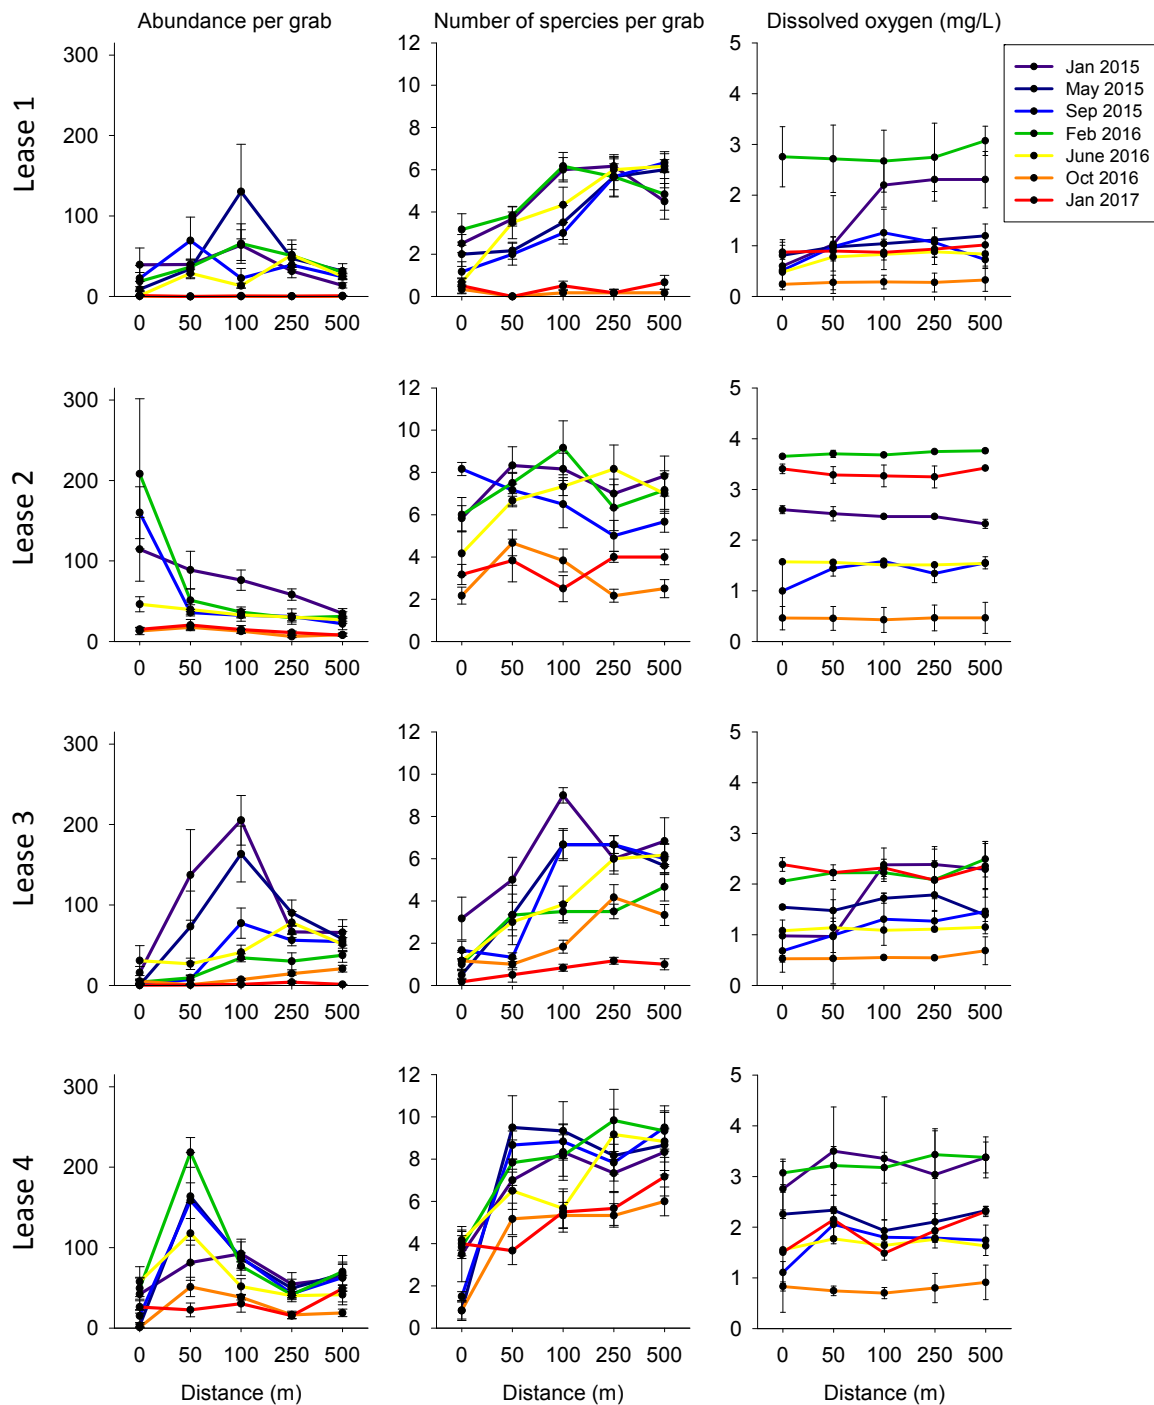 Abundance per grab Number of spercies per grab Dissolved oxygen (mg/L)
Jan 2015
May 2015
Sep 2015
Feb 2016
June 2016
Oct 2016
Jan 2017
Lease 1
300 200 100 0
12 10 8 6 4 2 0
5 4 3 2 1 0
0 50 100 250 500 0 50 100 250 500 0 50 100 250 500
Lease 2
300 200 100 0
12 10 8 6 4 2 0
5 4 3 2 1 0
0 50 100 250 500 0 50 100 250 500 0 50 100 250 500
Lease 3
300 200 100 0
12 10 8 6 4 2 0
5 4 3 2 1 0
0 50 100 250 500 0 50 100 250 500 0 50 100 250 500
Lease 4
300 200 100 0
12 10 8 6 4 2 0
5 4 3 2 1 0
0 50 100 250 500 0 50 100 250 500 0 50 100 250 500
Distance (m) Distance (m) Distance (m)